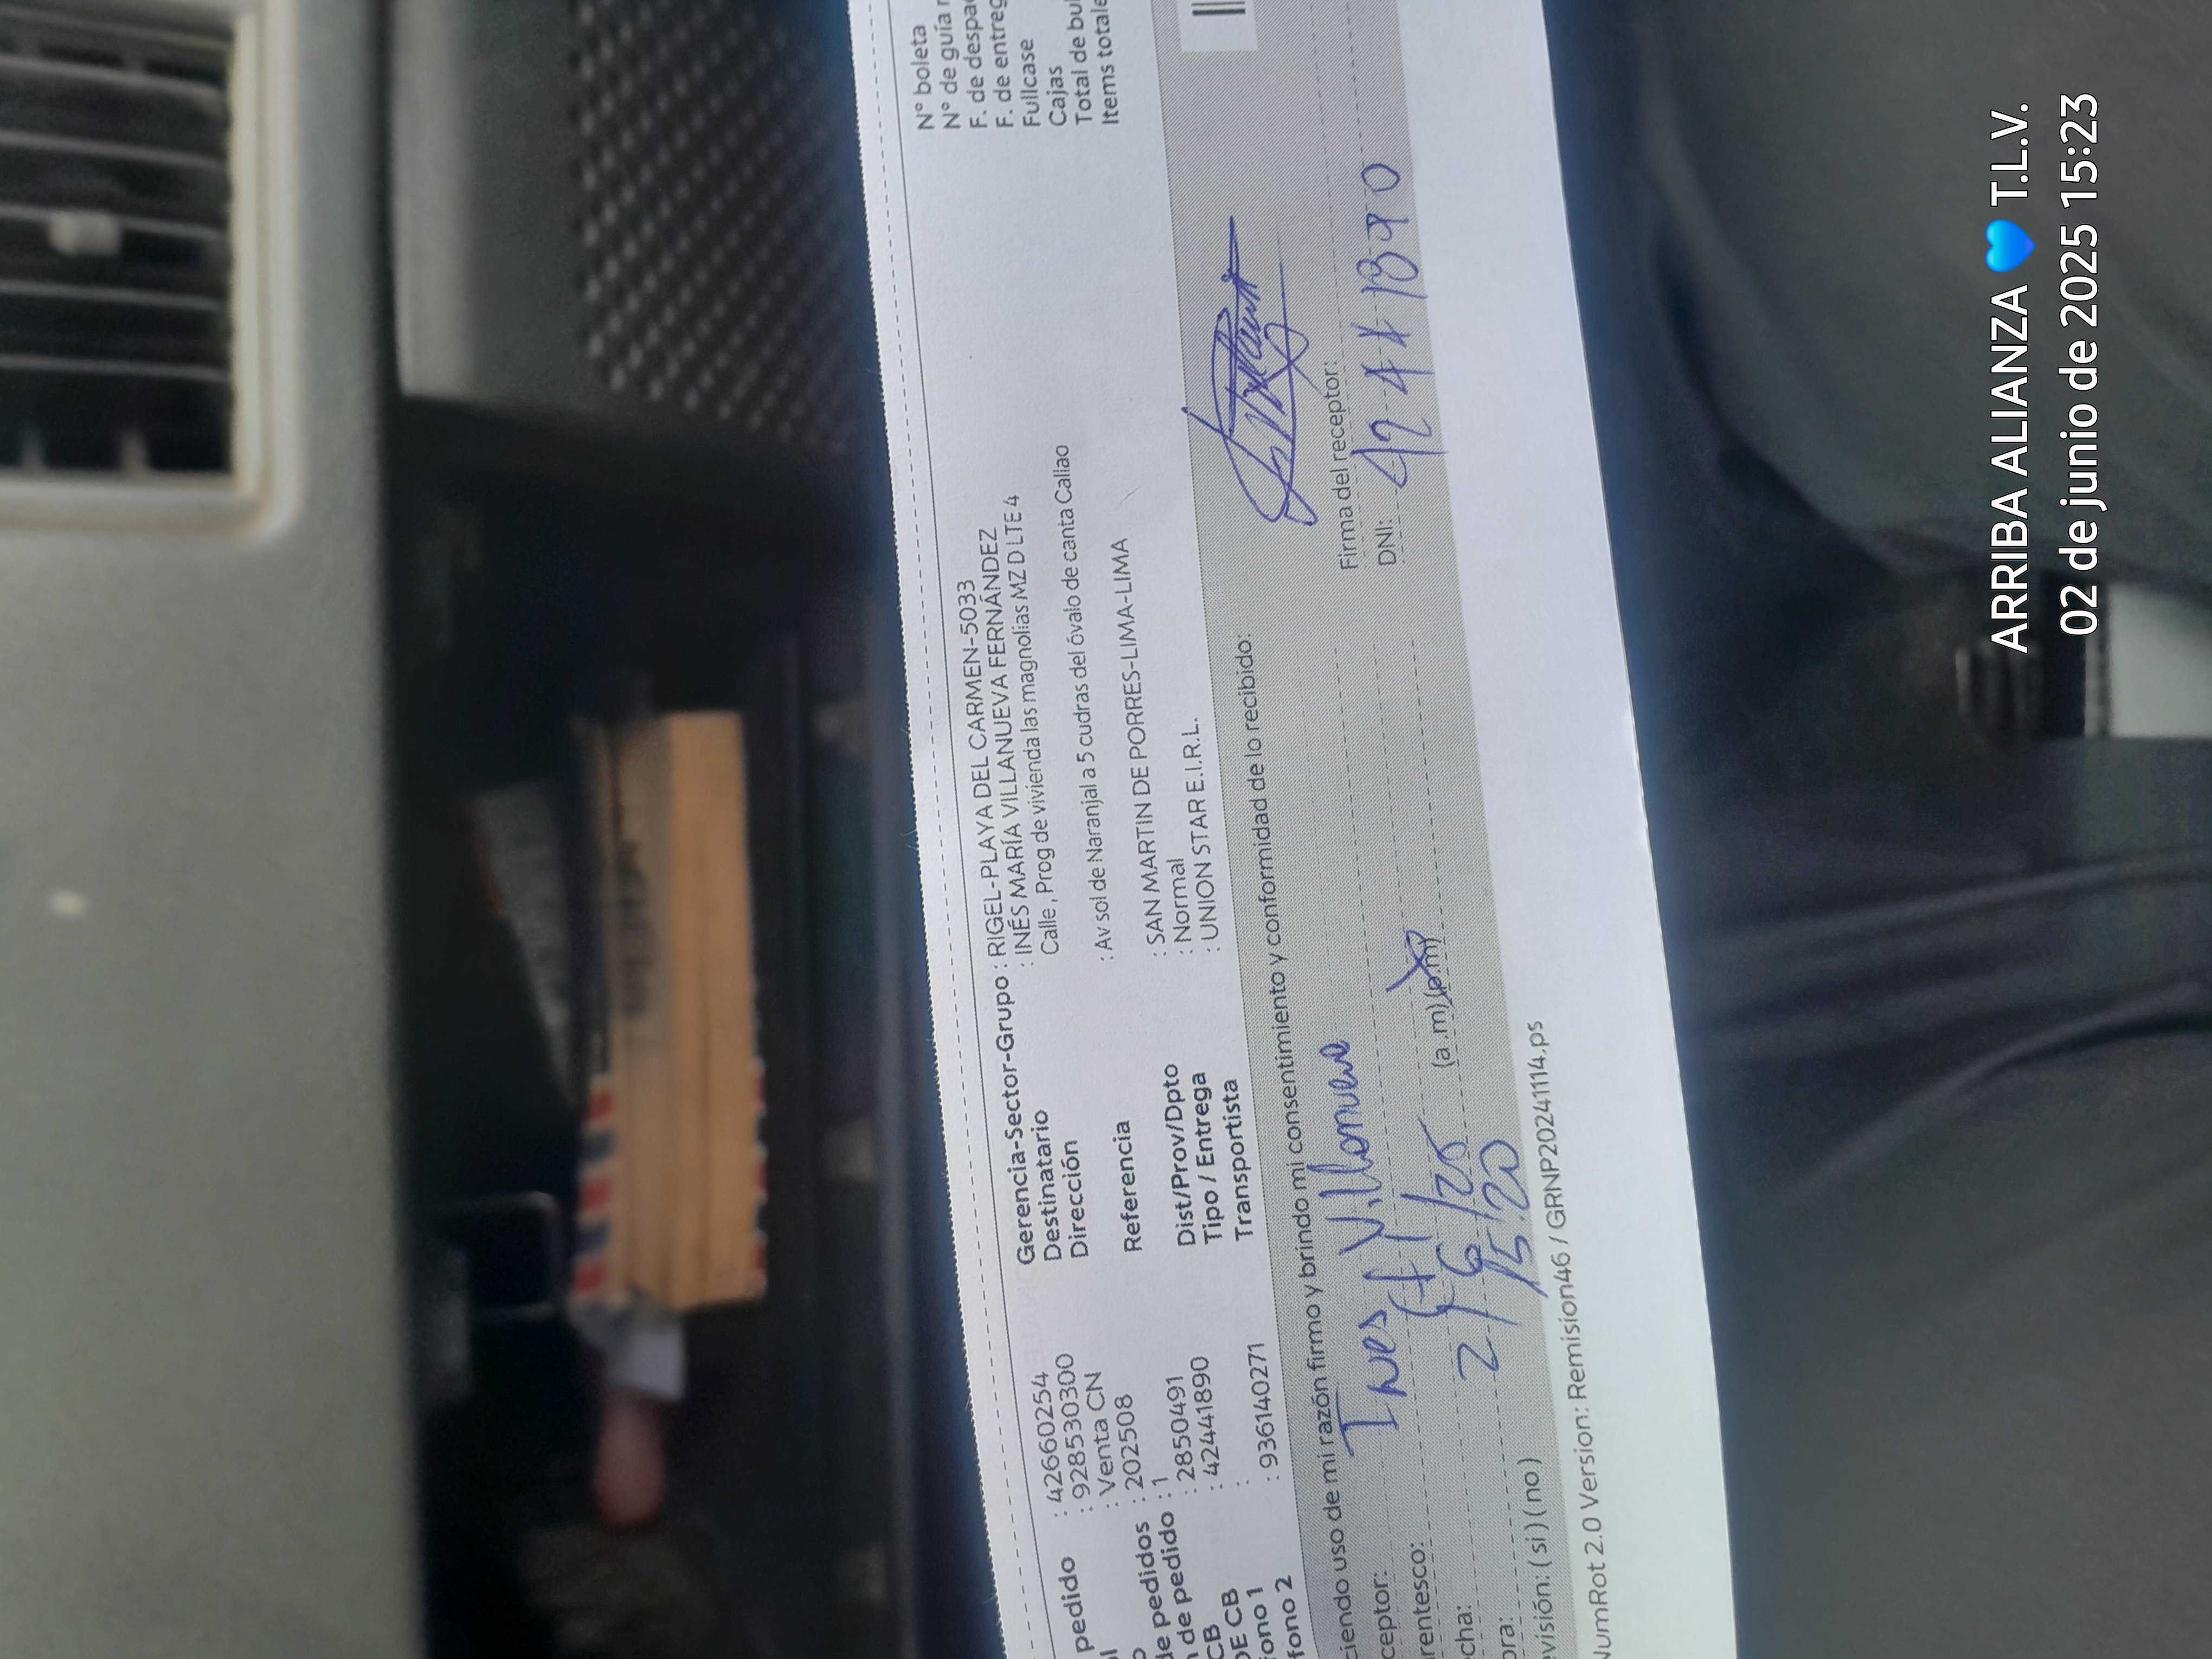 pedido : 42660254
: 928530300
: Venta CN
de pedidos : 202508
de pedido : 1
CB : 2850491
DE CB : 42441890
fono 1 :
fono 2 : 936140271
Gerencia-Sector-Grupo : RIGEL-PLAYA DEL CARMEN-5033
Destinatario : INÉS MARÍA VILLANUEVA FERNÁNDEZ
Dirección Calle , Prog de vivienda las magnolias MZ D LTE 4
Referencia : Av sol de Naranjal a 5 cudras del óvalo de canta Callao
Dist/Prov/Dpto : SAN MARTIN DE PORRES-LIMA-LIMA
Tipo / Entrega : Normal
Transportista : UNION STAR E.I.R.L.
N° boleta
N° de guía r
F. de despa
F. de entreg
Fullcase
Cajas
Total de bul
Items totale
ciendo uso de mi razón firmo y brindo mi consentimiento y conformidad de lo recibido:
ceptor: Ines Villanueva
rentesco:
cha: 2/6/25
ora: 15:20 (a.m)(p.m)
evisión: (si) (no)
Firma del receptor:
DNI:
NumRot 2.0 Version: Remision46 / GRNP20241114.ps
ARRIBA ALIANZA 💙 T.L.V.
02 de junio de 2025 15:23